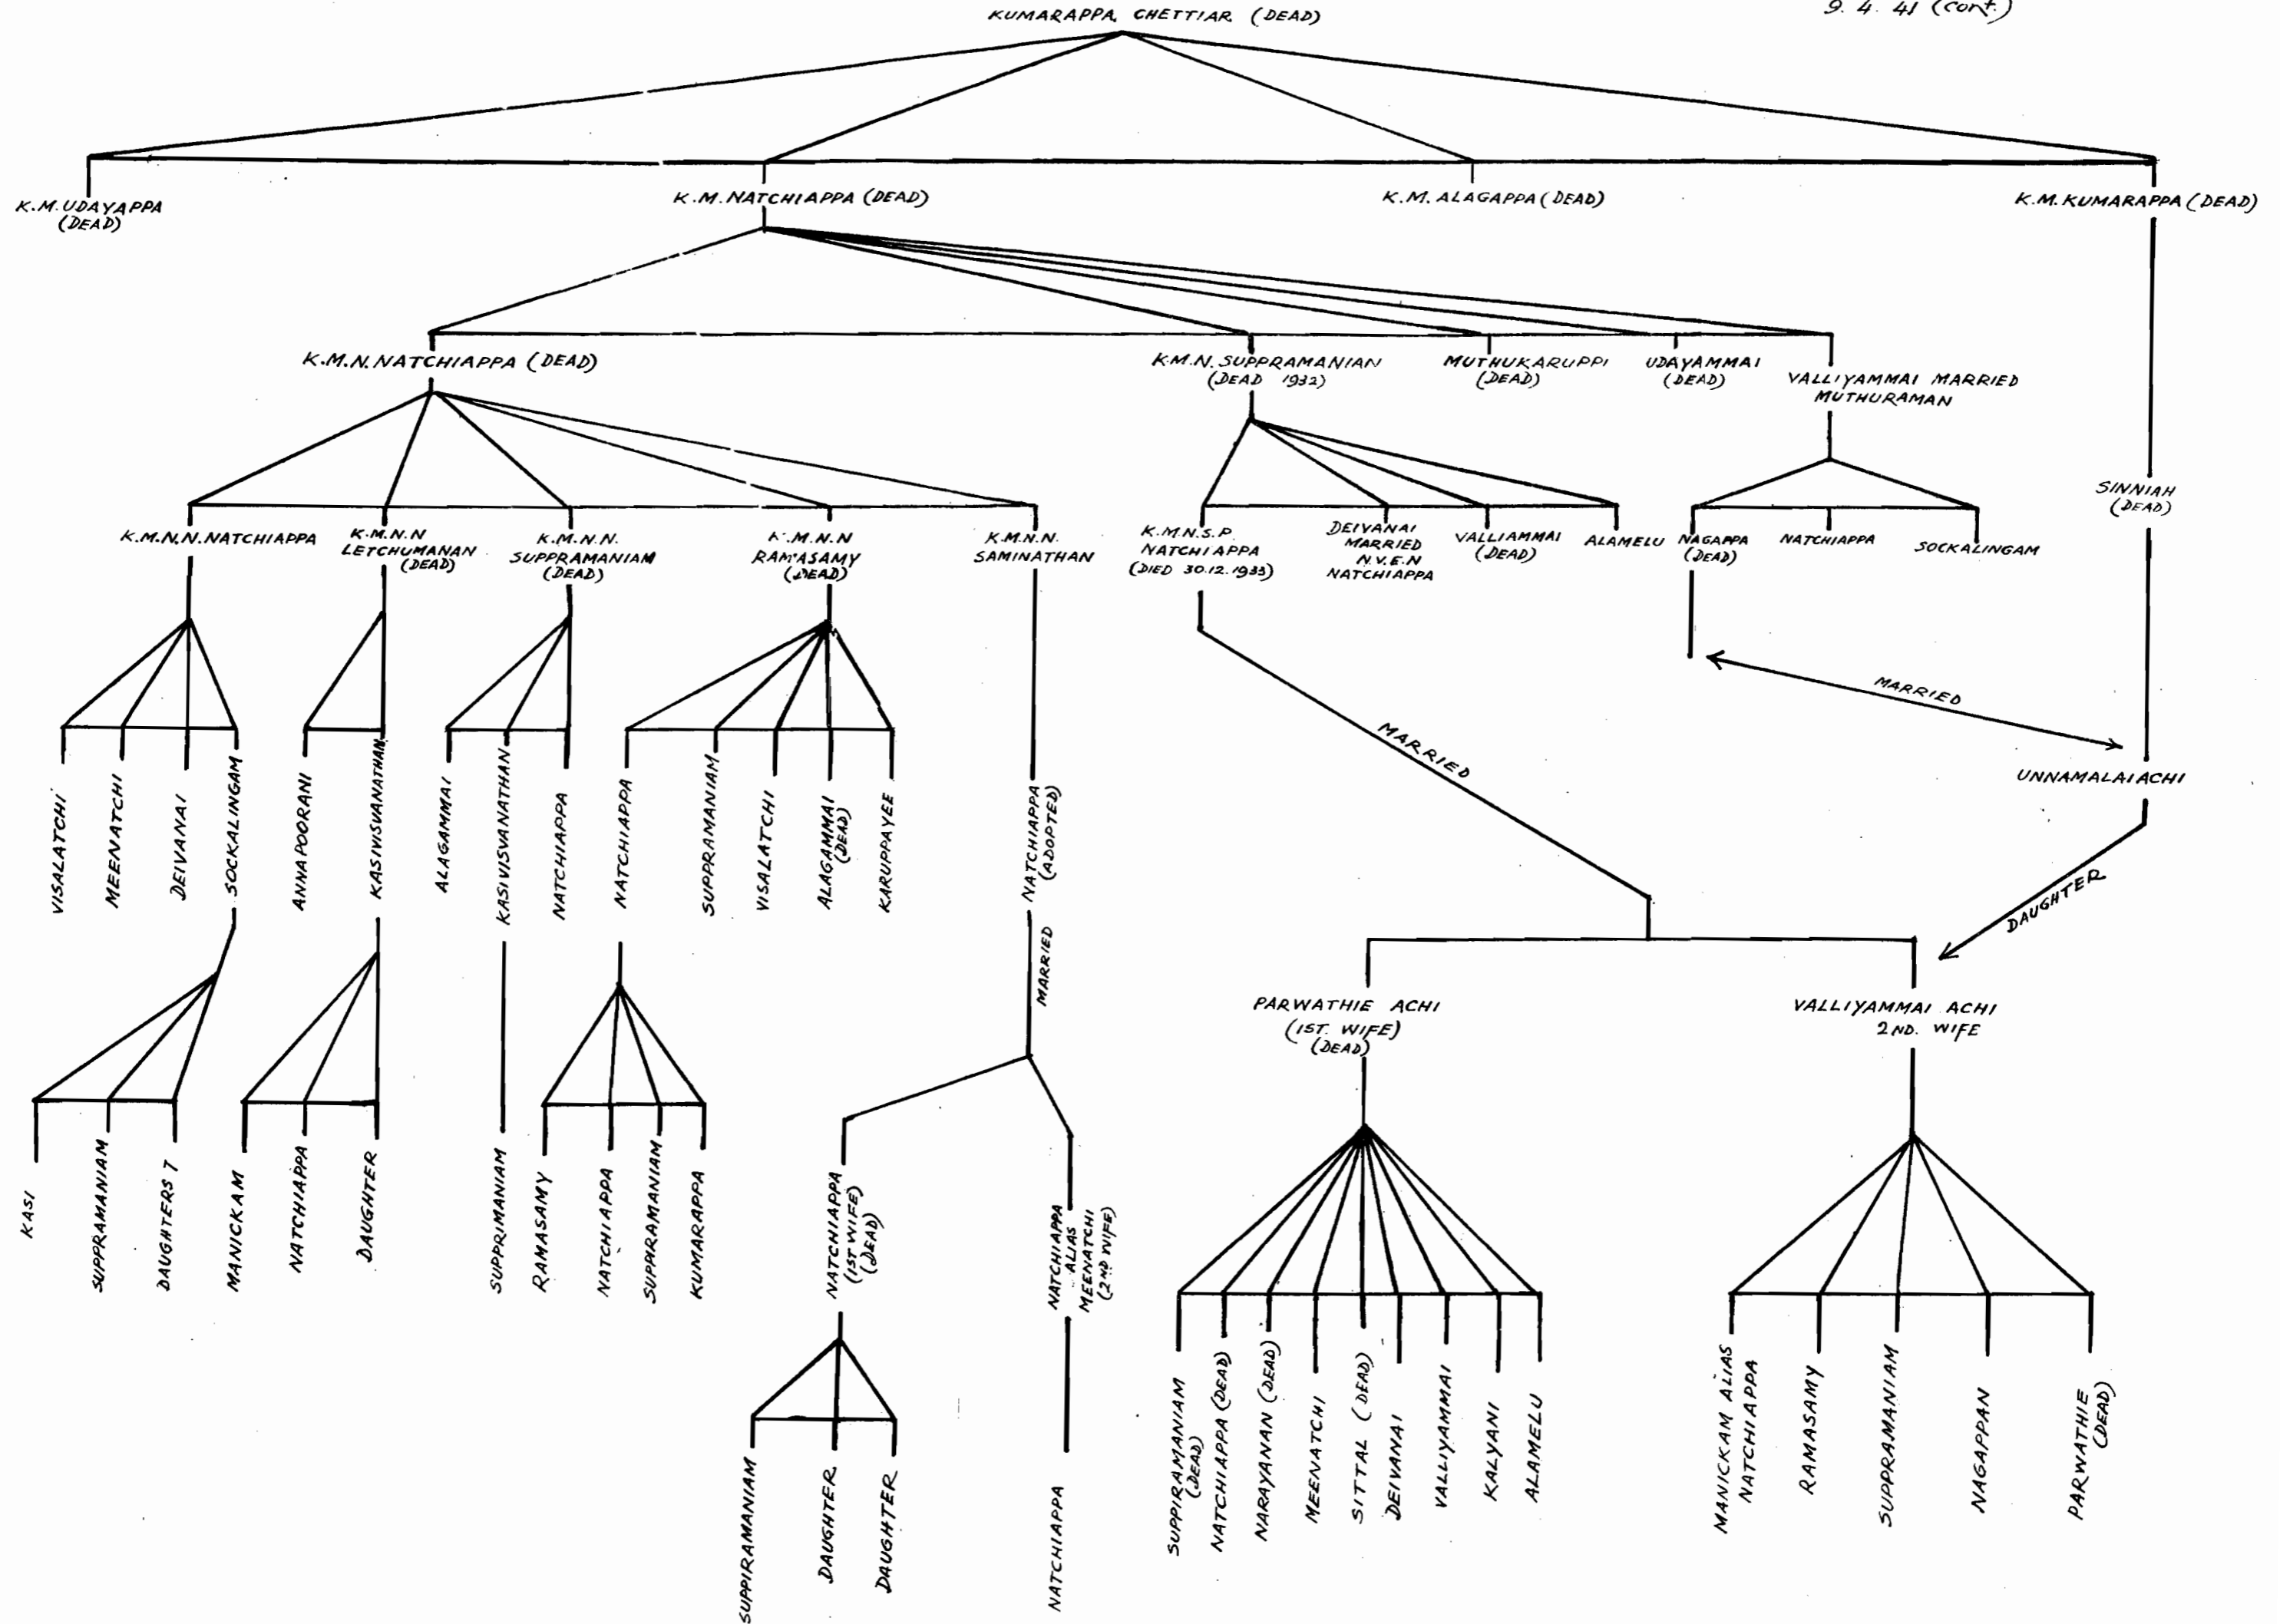 9. 4. 41 (Cont.)
KUMARAPPA CHETTIAR (DEAD)
K.M.UDAYAPPA
(DEAD)
K.M.NATCHIAPPA (DEAD)
K.M.ALAGAPPA (DEAD)
K.M.KUMARAPPA (DEAD)
K.M.N.NATCHIAPPA (DEAD)
K.M.N.SUPPRAMANIAN
(DEAD 1932)
MUTHUKARUPPI
(DEAD)
UDAYAMMAI
(DEAD)
VALLIYAMMAI MARRIED
MUTHURAMAN
K.M.N.N.NATCHIAPPA
K.M.N.N
LETCHUMANAN
(DEAD)
K.M.N.N.
SUPPRAMANIAM
(DEAD)
K.M.N.N
RAMASAMY
(DEAD)
K.M.N.N.
SAMINATHAN
K.M.N.S.P.
NATCHIAPPA
(DIED 30.12.1933)
DEIVANAI
MARRIED
N.V.E.N
NATCHIAPPA
VALLIAMMAI
(DEAD)
ALAMELU
NAGAPPA
(DEAD)
NATCHIAPPA
SOCKALINGAM
SINNIAH
(DEAD)
MARRIED
MARRIED
UNNAMALAI ACHI
DAUGHTER
VISALATCHI
MEENATCHI
DEIVANAI
SOCKALINGAM
ANNAPOORANI
KASIVISVANATHAN
ALAGAMMAI
KASIVISVANATHAN
NATCHIAPPA
NATCHIAPPA
SUPPRAMANIAM
VISALATCHI
ALAGAMMAI
(DEAD)
KARUPPAYEE
NATCHIAPPA
(ADOPTED)
MARRIED
PARWATHIE ACHI
(1ST. WIFE)
(DEAD)
VALLIYAMMAI ACHI
2ND. WIFE
KASI
SUPPRAMANIAM
DAUGHTERS 7
MANICKAM
NATCHIAPPA
DAUGHTER
SUPPRIMANIAM
RAMASAMY
NATCHIAPPA
SUPPIRAMANIAM
KUMARAPPA
NATCHIAPPA
(1ST WIFE)
(DEAD)
NATCHIAPPA
ALIAS
MEENATCHI
(2ND WIFE)
SUPPIRAMANIAM
DAUGHTER
DAUGHTER
NATCHIAPPA
SUPPIRAMANIAM
(DEAD)
NATCHIAPPA (DEAD)
NARAYANAN (DEAD)
MEENATCHI
SITTAL (DEAD)
DEIVANAI
VALLIYAMMAI
KALYANI
ALAMELU
MANICKAM ALIAS
NATCHIAPPA
RAMASAMY
SUPPRAMANIAM
NAGAPPAN
PARWATHIE
(DEAD)